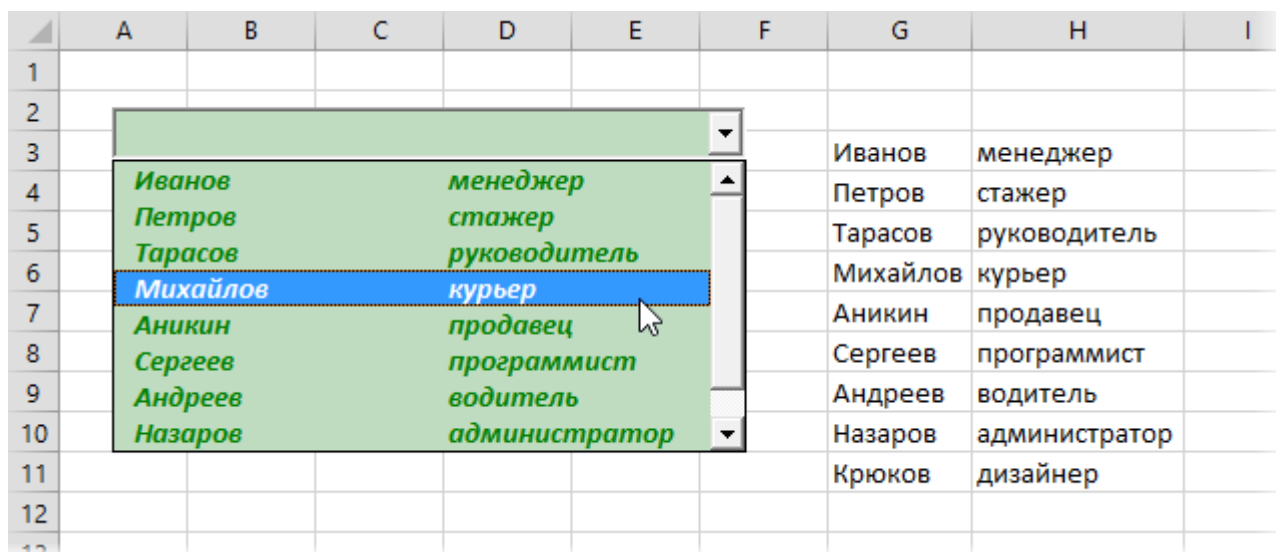 A B C D E F G H I
1
2
3 Иванов менеджер
4 Иванов менеджер Петров стажер
5 Петров стажер Тарасов руководитель
Тарасов руководитель
6 Михайлов курьер Михайлов курьер
7 Аникин продавец Аникин продавец
8 Сергеев программист Сергеев программист
9 Андреев водитель Андреев водитель
10 Назаров администратор Назаров администратор
11 Крюков дизайнер
12